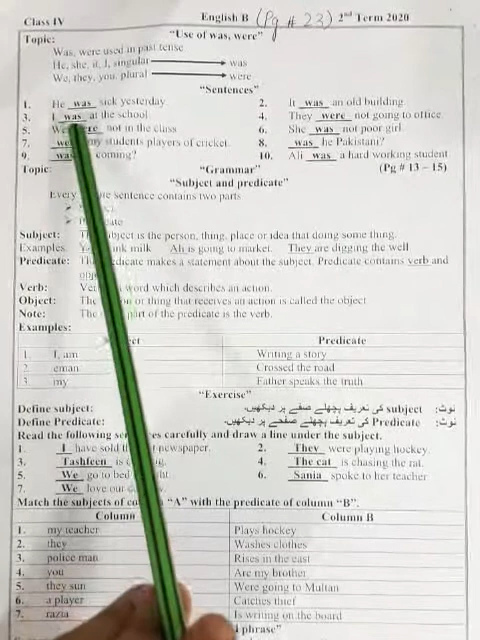 Class IV English B (Pg # 23) 2nd Term 2020
Topic: "Use of was, were"
Was, were used in past tense
He, she, it, I, singular was
We, they, you, plural were
"Sentences"
1. He was sick yesterday. 2. It was an old building.
3. I was at the school. 4. They were not going to office.
5. We not in the class 6. She was not poor girl.
7. my students players of cricket. 8. was he Pakistani?
9. coming? 10. Ali was a hard working student
Topic: "Grammar" (Pg # 13 – 15)
"Subject and predicate"
Every sentence contains two parts
Subject: is the person, thing, place or idea that doing some thing.
Examples. milk Ali is going to market. They are digging the well
Predicate: makes a statement about the subject. Predicate contains verb and
Verb: word which describes an action.
Object: The or thing that receives an action is called the object
Note: The part of the predicate is the verb.
Examples:
Predicate
1. I, am Writing a story
2. Crossed the road
3. my Father speaks the truth
"Exercise"
Define subject: نوٹ: subject کی تعریف پچھلے صفحے پر دیکھیں۔
Define Predicate: نوٹ: Predicate کی تعریف پچھلے صفحے پر دیکھیں۔
Read the following carefully and draw a line under the subject.
1. I have sold newspaper. 2. They were playing hockey.
3. Tashfeen is 4. The cat is chasing the rat.
5. We go to bed 6. Sania spoke to her teacher
7. We love our
Match the subjects of "A" with the predicate of column "B".
Column B
1. my teacher Plays hockey
2. they Washes clothes
3. police man Rises in the east
4. you Are my brother
5. they sun Were going to Multan
6. a player Catches thief
7. razia Is writing on the board
phrase"